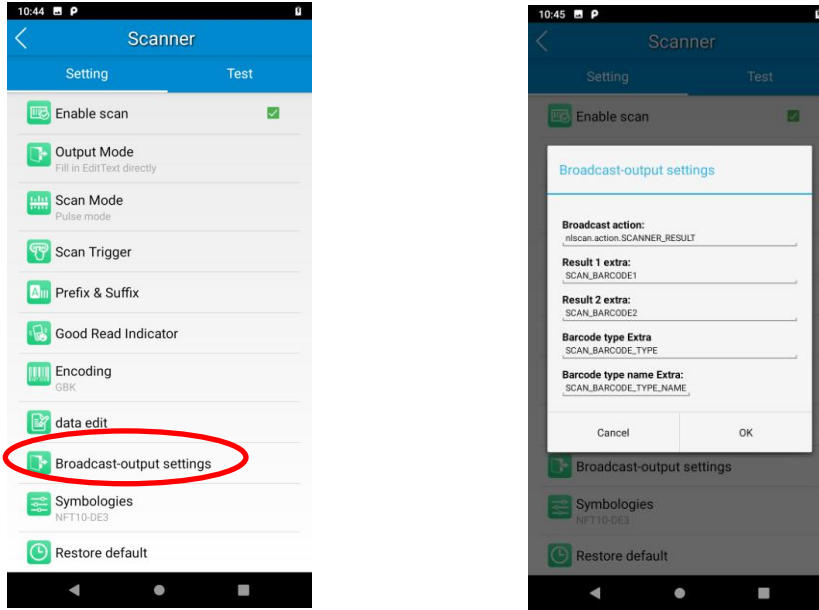 10:44 P
Scanner
Setting Test
Enable scan
Output Mode
Fill in EditText directly
Scan Mode
Pulse mode
Scan Trigger
Prefix & Suffix
Good Read Indicator
Encoding
GBK
data edit
Broadcast-output settings
Symbologies
NFT10-DE3
Restore default
10:45 P
Scanner
Setting Test
Enable scan
Broadcast-output settings
Broadcast action:
nlscan.action.SCANNER_RESULT
Result 1 extra:
SCAN_BARCODE1
Result 2 extra:
SCAN_BARCODE2
Barcode type Extra
SCAN_BARCODE_TYPE
Barcode type name Extra:
SCAN_BARCODE_TYPE_NAME
Cancel OK
Broadcast-output settings
Symbologies
NFT10-DE3
Restore default